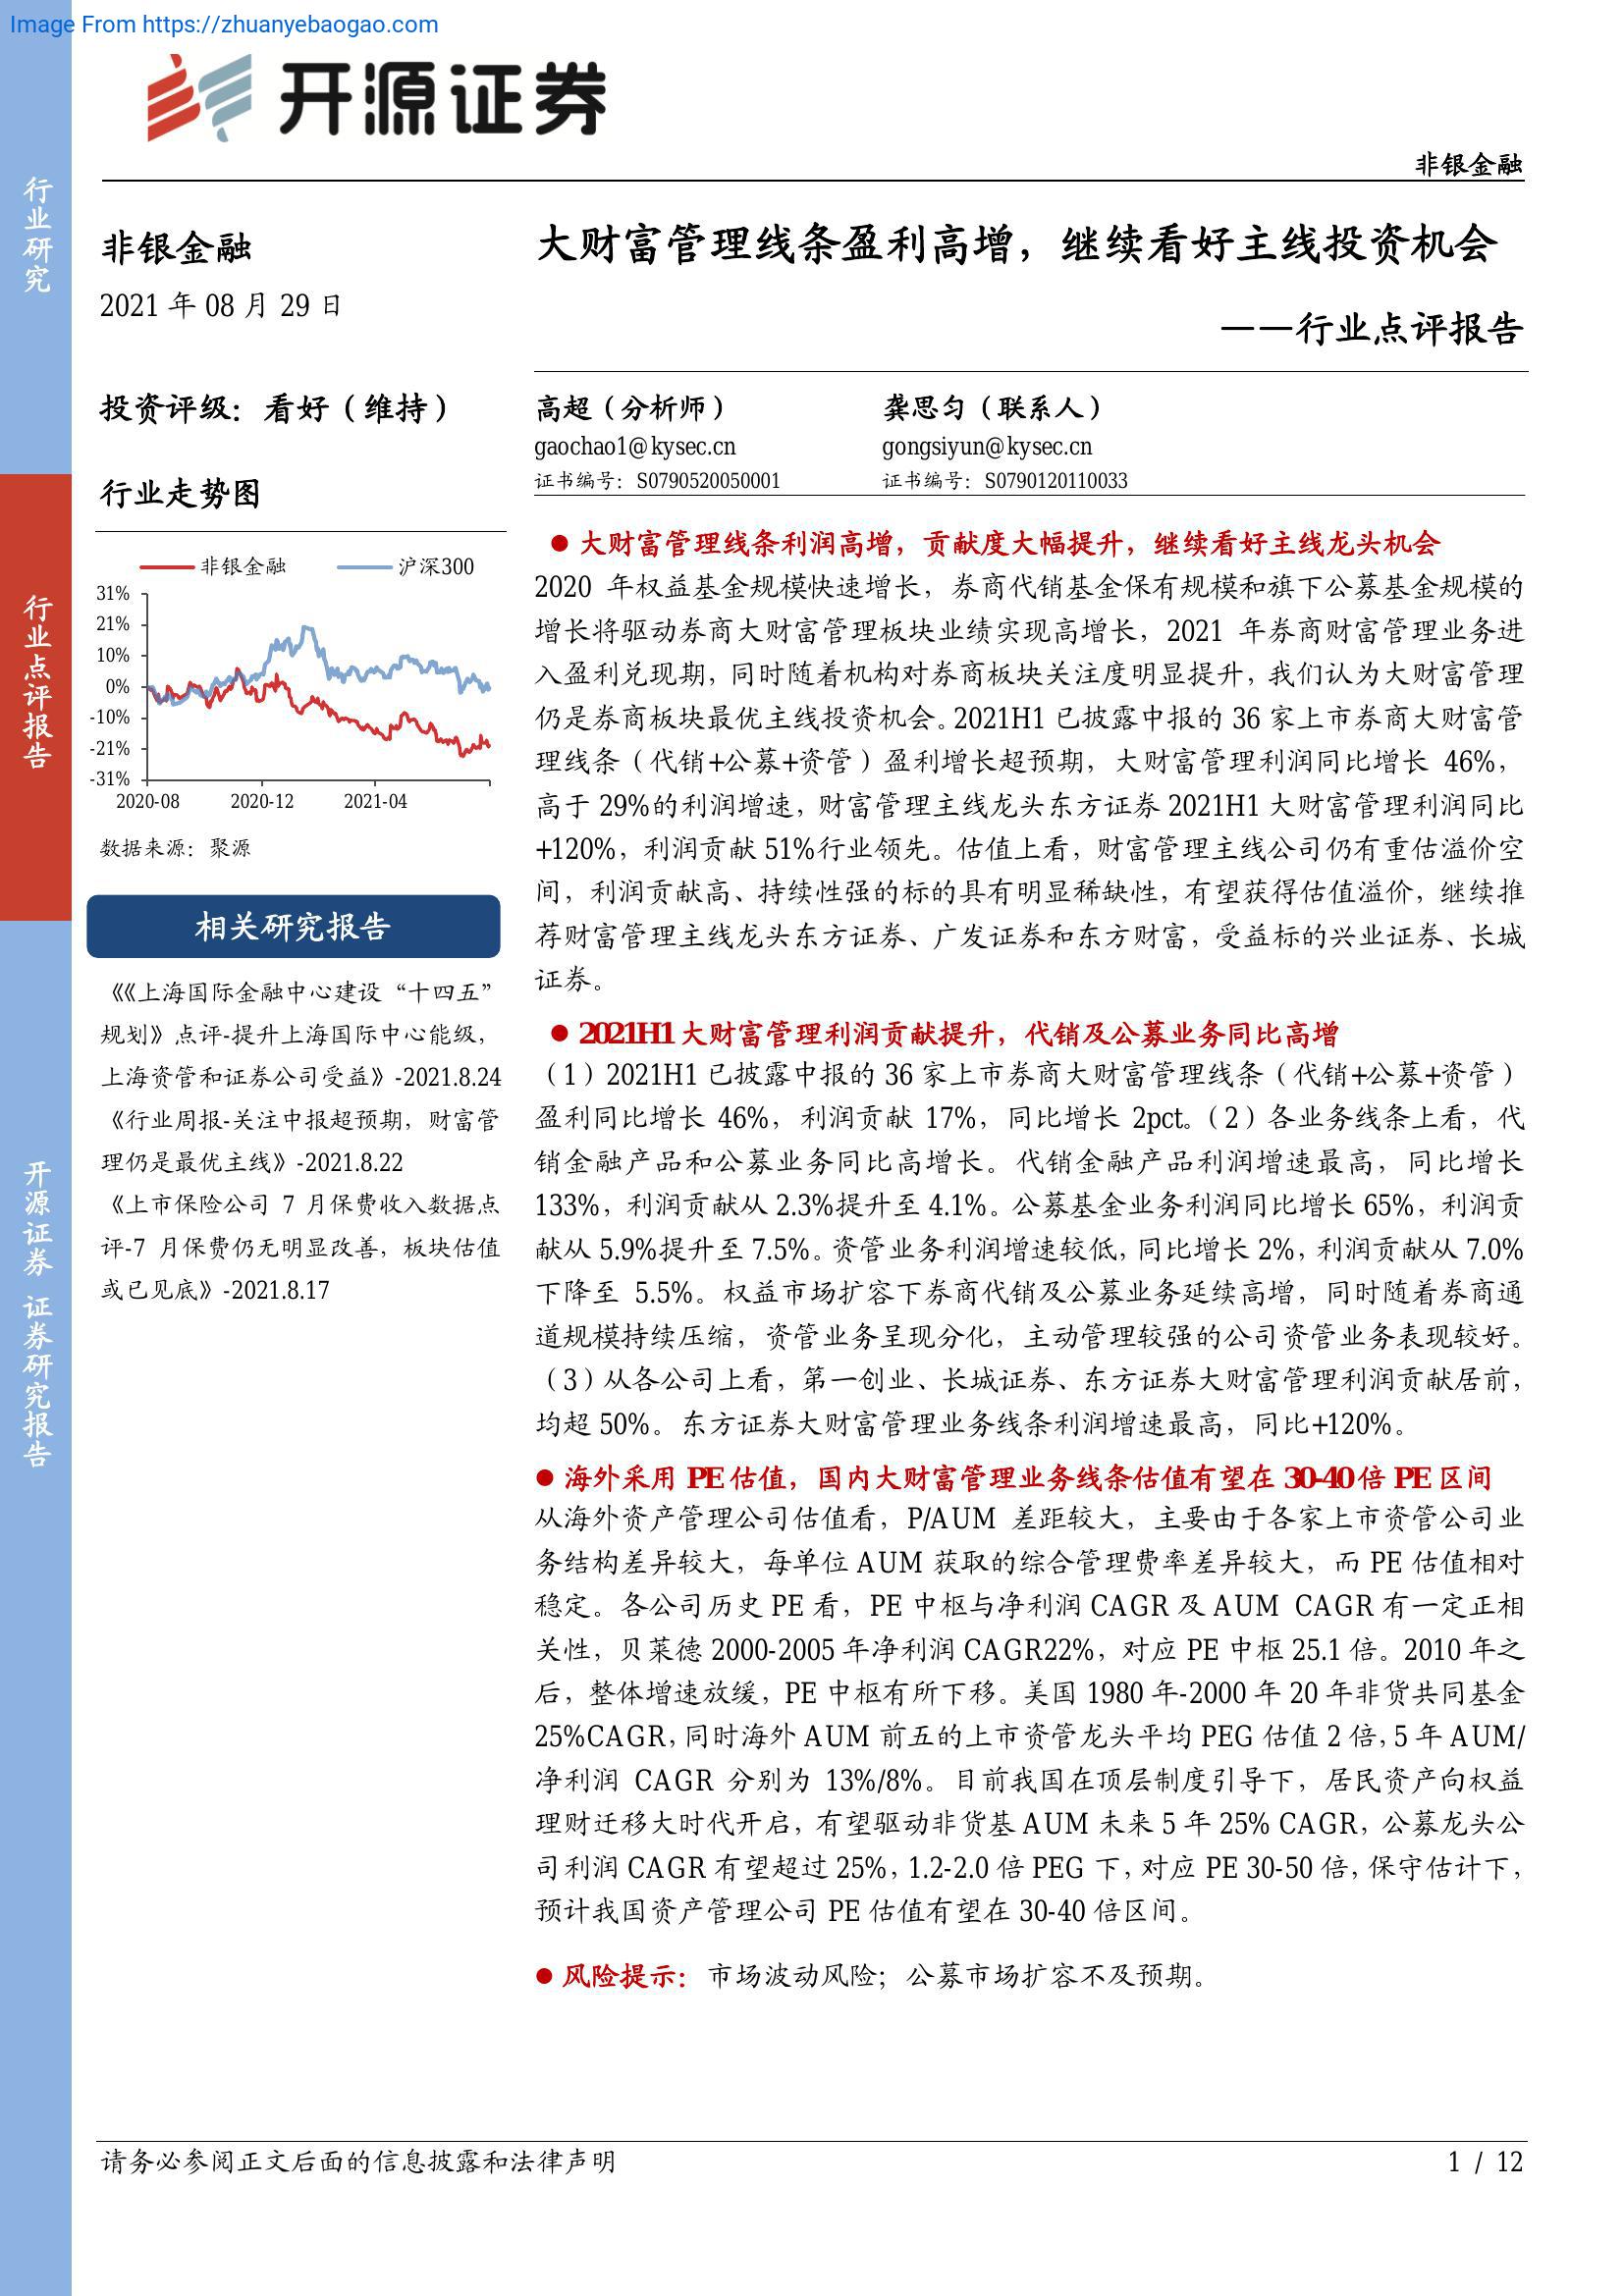 Image From https://zhuanyebaogao.com
开源证券
非银金融
行业研究
行业点评报告
开源证券 证券研究报告
非银金融
2021 年 08 月 29 日
投资评级：看好（维持）
行业走势图
非银金融 沪深300
31%
21%
10%
0%
-10%
-21%
-31%
2020-08 2020-12 2021-04
数据来源：聚源
相关研究报告
《《上海国际金融中心建设“十四五”
规划》点评-提升上海国际中心能级，
上海资管和证券公司受益》-2021.8.24
《行业周报-关注中报超预期，财富管
理仍是最优主线》-2021.8.22
《上市保险公司 7 月保费收入数据点
评-7 月保费仍无明显改善，板块估值
或已见底》-2021.8.17
大财富管理线条盈利高增，继续看好主线投资机会
——行业点评报告
高超（分析师） 龚思匀（联系人）
gaochao1@kysec.cn gongsiyun@kysec.cn
证书编号：S0790520050001 证书编号：S0790120110033
● 大财富管理线条利润高增，贡献度大幅提升，继续看好主线龙头机会
2020 年权益基金规模快速增长，券商代销基金保有规模和旗下公募基金规模的
增长将驱动券商大财富管理板块业绩实现高增长，2021 年券商财富管理业务进
入盈利兑现期，同时随着机构对券商板块关注度明显提升，我们认为大财富管理
仍是券商板块最优主线投资机会。2021H1 已披露中报的 36 家上市券商大财富管
理线条（代销+公募+资管）盈利增长超预期，大财富管理利润同比增长 46%，
高于 29%的利润增速，财富管理主线龙头东方证券 2021H1 大财富管理利润同比
+120%，利润贡献 51%行业领先。估值上看，财富管理主线公司仍有重估溢价空
间，利润贡献高、持续性强的标的具有明显稀缺性，有望获得估值溢价，继续推
荐财富管理主线龙头东方证券、广发证券和东方财富，受益标的兴业证券、长城
证券。
● 2021H1 大财富管理利润贡献提升，代销及公募业务同比高增
（1）2021H1 已披露中报的 36 家上市券商大财富管理线条（代销+公募+资管）
盈利同比增长 46%，利润贡献 17%，同比增长 2pct。（2）各业务线条上看，代
销金融产品和公募业务同比高增长。代销金融产品利润增速最高，同比增长
133%，利润贡献从 2.3%提升至 4.1%。公募基金业务利润同比增长 65%，利润贡
献从 5.9%提升至 7.5%。资管业务利润增速较低，同比增长 2%，利润贡献从 7.0%
下降至 5.5%。权益市场扩容下券商代销及公募业务延续高增，同时随着券商通
道规模持续压缩，资管业务呈现分化，主动管理较强的公司资管业务表现较好。
（3）从各公司上看，第一创业、长城证券、东方证券大财富管理利润贡献居前，
均超 50%。东方证券大财富管理业务线条利润增速最高，同比+120%。
● 海外采用 PE 估值，国内大财富管理业务线条估值有望在 30-40 倍 PE 区间
从海外资产管理公司估值看，P/AUM 差距较大，主要由于各家上市资管公司业
务结构差异较大，每单位 AUM 获取的综合管理费率差异较大，而 PE 估值相对
稳定。各公司历史 PE 看，PE 中枢与净利润 CAGR 及 AUM CAGR 有一定正相
关性，贝莱德 2000-2005 年净利润 CAGR22%，对应 PE 中枢 25.1 倍。2010 年之
后，整体增速放缓，PE 中枢有所下移。美国 1980 年-2000 年 20 年非货共同基金
25%CAGR，同时海外 AUM 前五的上市资管龙头平均 PEG 估值 2 倍，5 年 AUM/
净利润 CAGR 分别为 13%/8%。目前我国在顶层制度引导下，居民资产向权益
理财迁移大时代开启，有望驱动非货基 AUM 未来 5 年 25% CAGR，公募龙头公
司利润 CAGR 有望超过 25%，1.2-2.0 倍 PEG 下，对应 PE 30-50 倍，保守估计下，
预计我国资产管理公司 PE 估值有望在 30-40 倍区间。
● 风险提示：市场波动风险；公募市场扩容不及预期。
请务必参阅正文后面的信息披露和法律声明 1 / 12